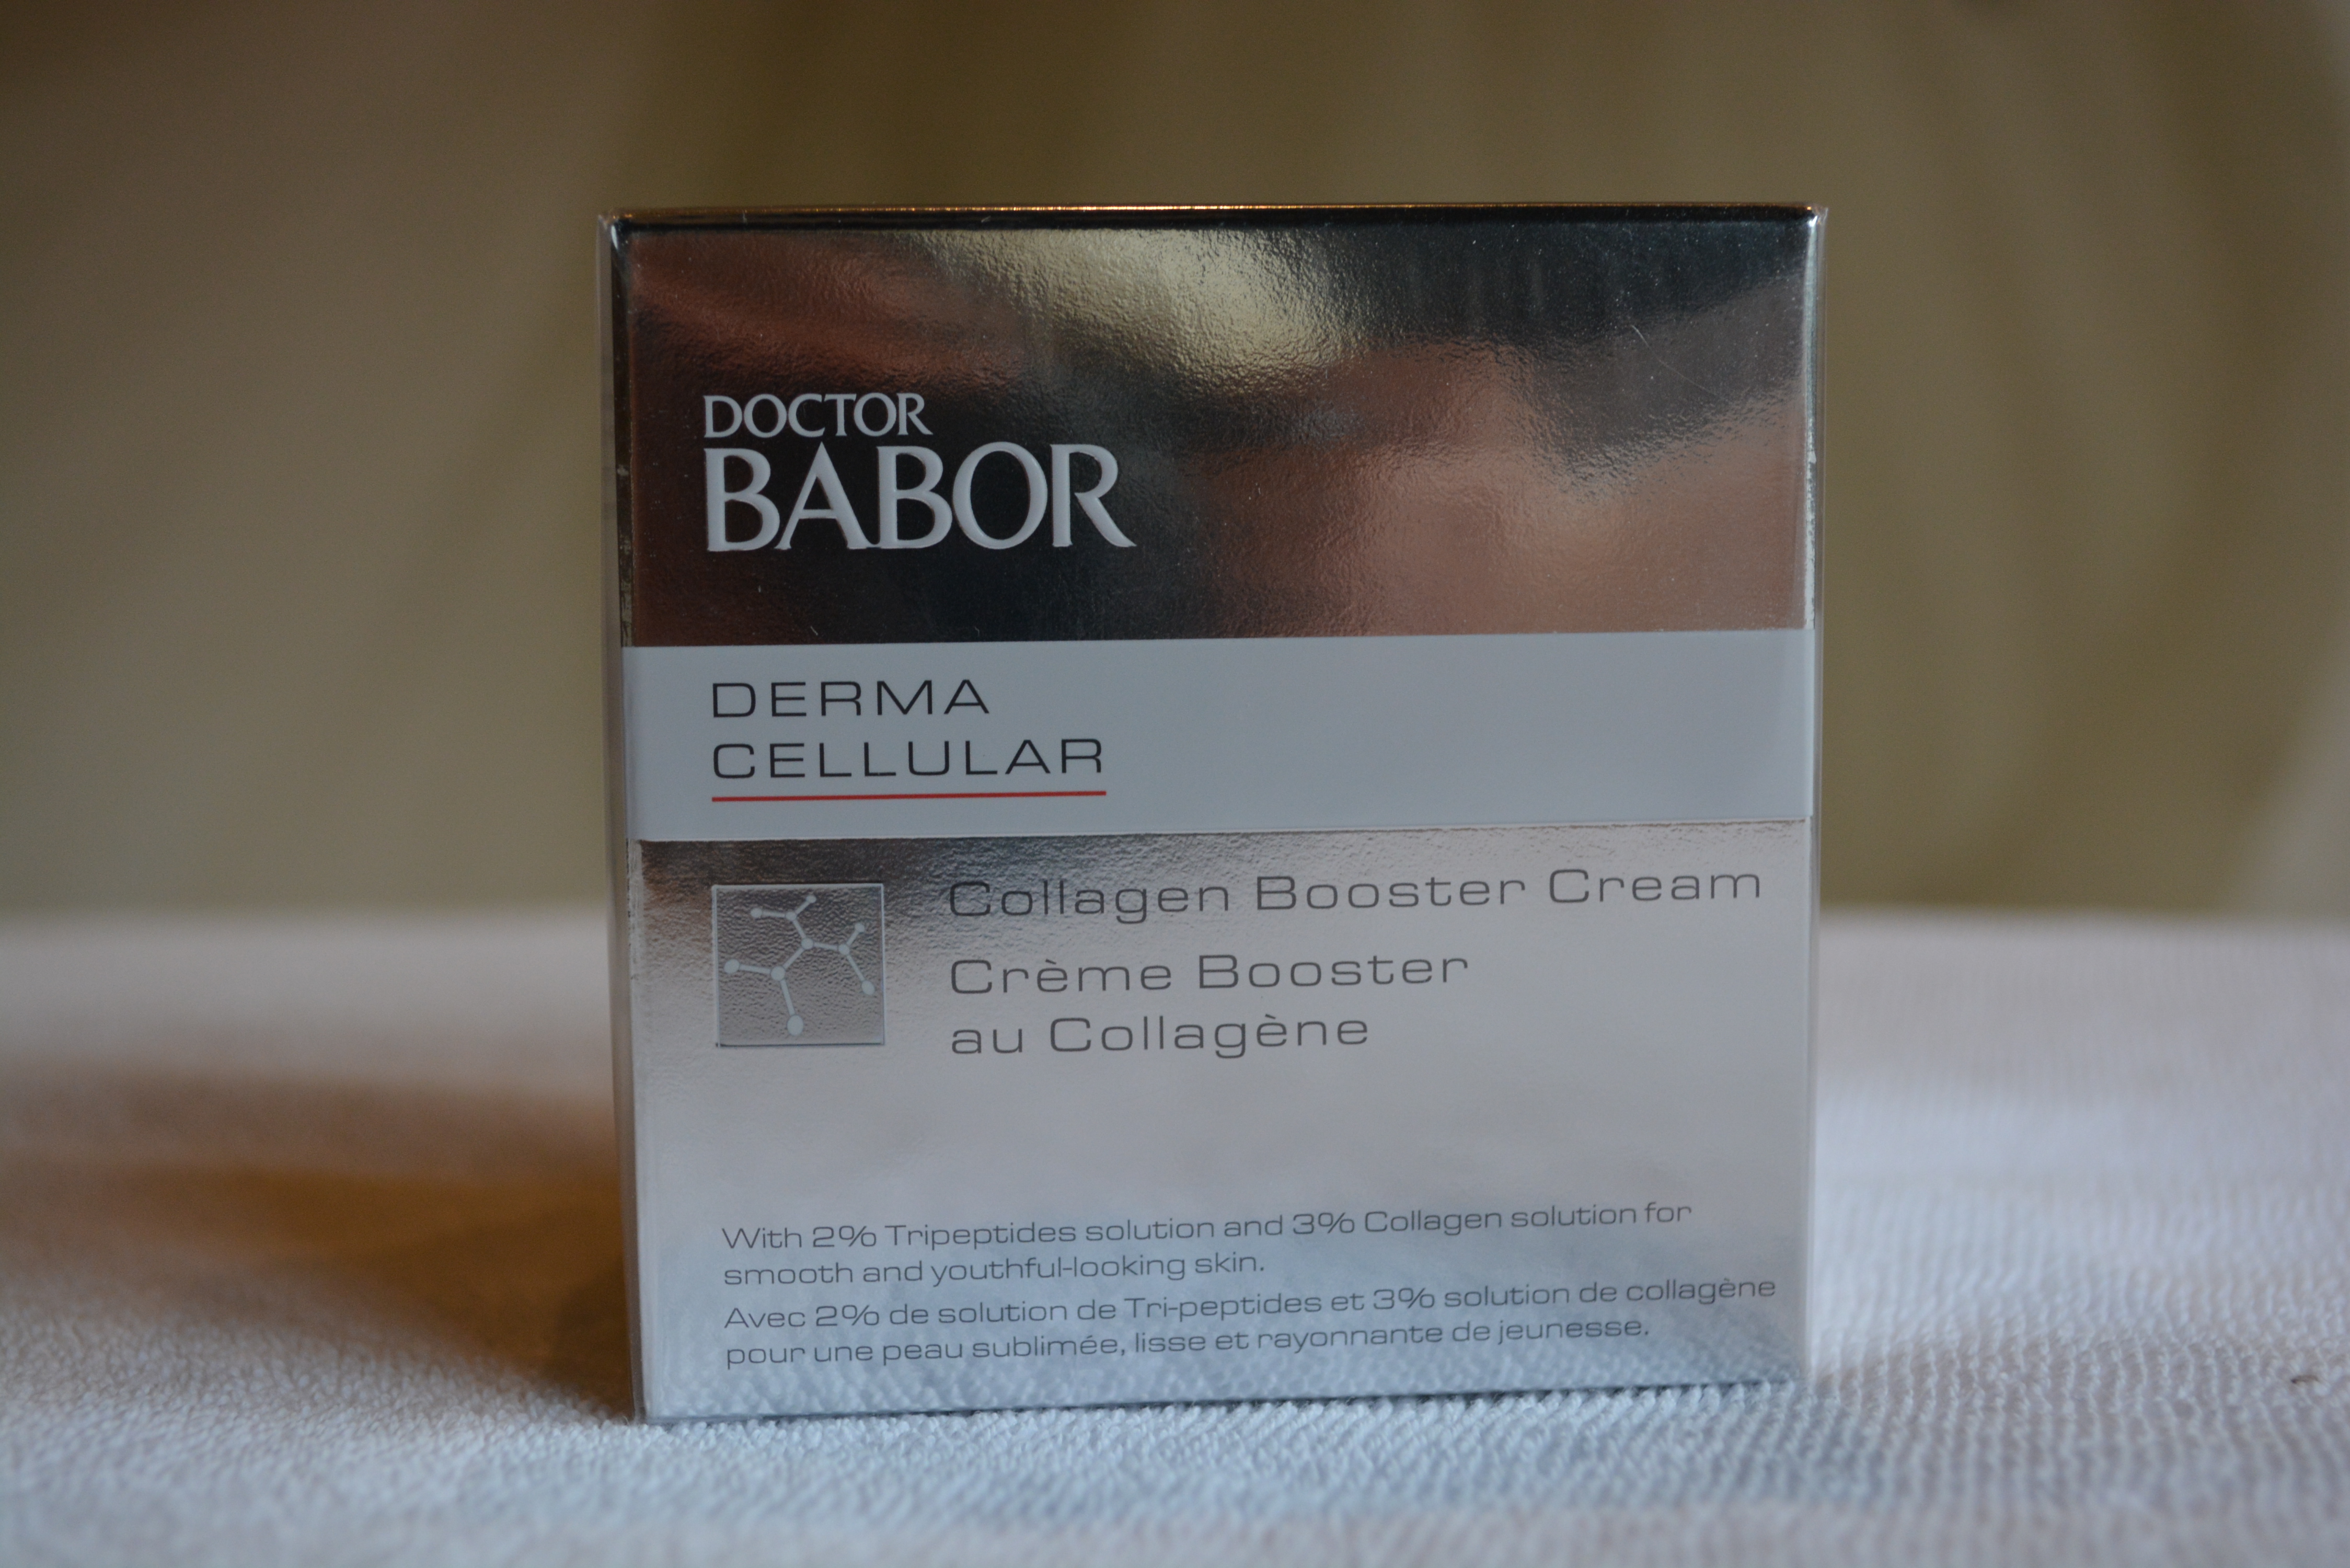 DOCTOR
BABOR
DERMA
CELLULAR
Collagen Booster Cream
Crème Booster
au Collagène
With 2% Tripeptides solution and 3% Collagen solution for
smooth and youthful-looking skin.
Avec 2% de solution de Tri-peptides et 3% solution de collagène
pour une peau sublimée, lisse et rayonnante de jeunesse.